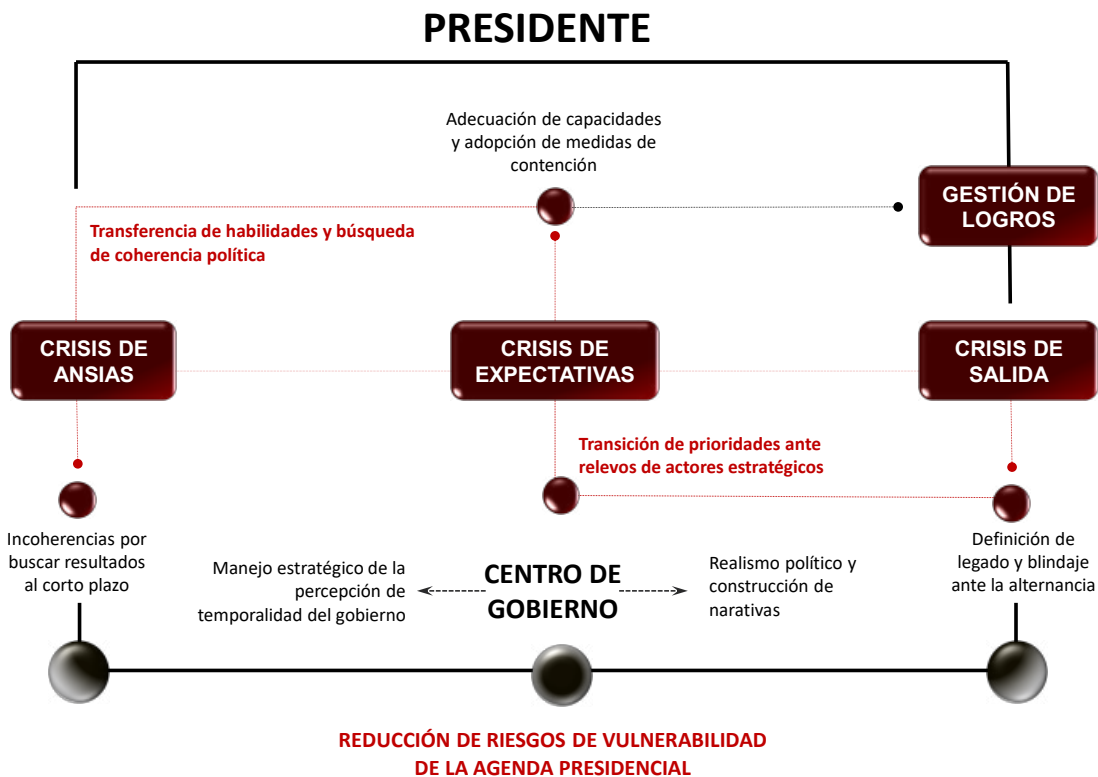 PRESIDENTE
Adecuación de capacidades
y adopción de medidas de
contención
GESTIÓN DE
LOGROS
Transferencia de habilidades y búsqueda
de coherencia política
CRISIS DE
ANSIAS
CRISIS DE
EXPECTATIVAS
CRISIS DE
SALIDA
Transición de prioridades ante
relevos de actores estratégicos
Incoherencias por
buscar resultados
al corto plazo
Manejo estratégico de la
percepción de
temporalidad del gobierno
CENTRO DE
GOBIERNO
Realismo político y
construcción de
narativas
Definición de
legado y blindaje
ante la alternancia
REDUCCIÓN DE RIESGOS DE VULNERABILIDAD
DE LA AGENDA PRESIDENCIAL